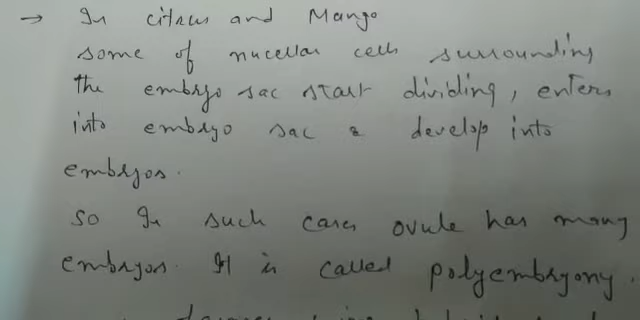 → In citrus and Mango
some of nucellar cells surrounding
the embryo sac start dividing, enters
into embryo sac & develop into
embryos.
so In such cases ovule has many
embryos. It is called polyembryony.